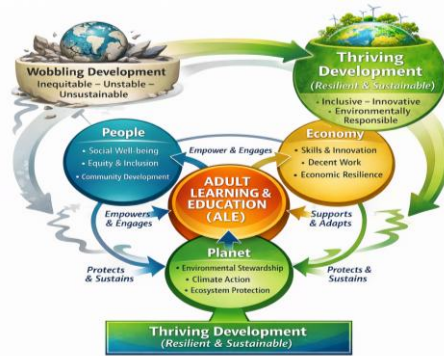 Wobbling Development
Inequitable – Unstable –
Unsustainable
Thriving
Development
(Resilient & Sustainable)
• Inclusive – Innovative
• Environmentally
Responsible
People
• Social Well-being
• Equity & Inclusion
• Community Development
Empower & Engages
Economy
• Skills & Innovation
• Decent Work
• Economic Resilience
ADULT
LEARNING &
EDUCATION
(ALE)
Empowers
& Engages
Supports
& Adapts
Planet
• Environmental Stewardship
• Climate Action
• Ecosystem Protection
Protects
& Sustains
Protects &
Sustains
Thriving Development
(Resilient & Sustainable)